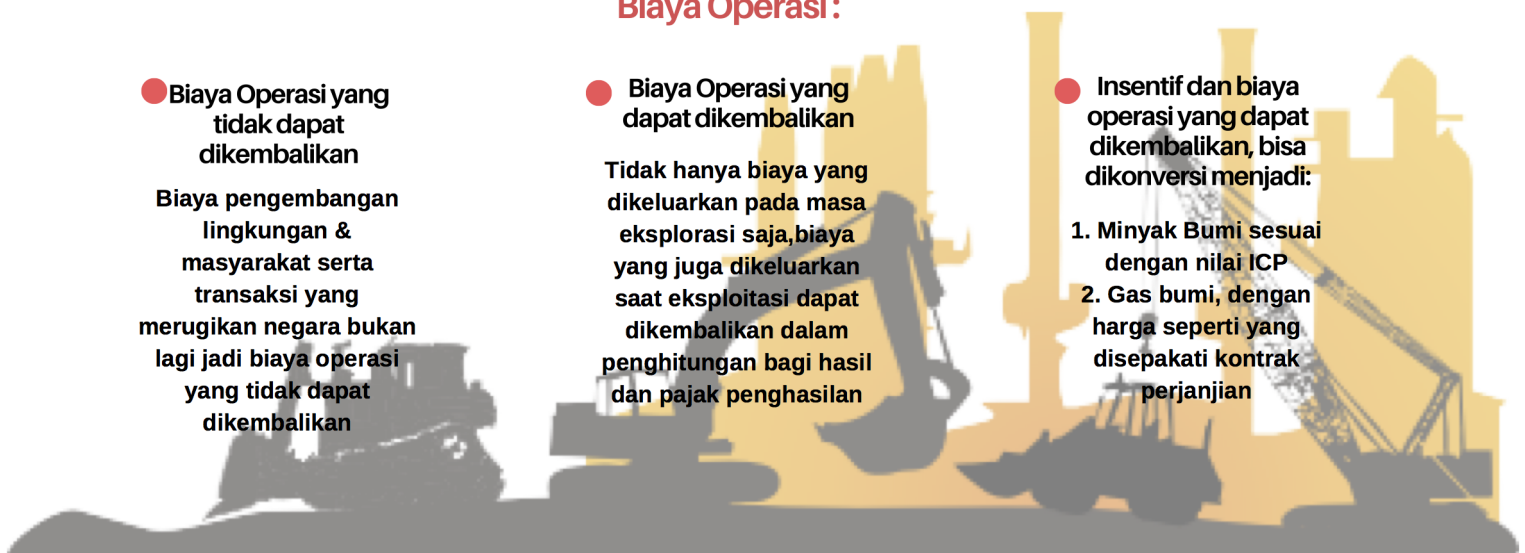 Biaya Operasi :
Biaya Operasi yang
tidak dapat
dikembalikan
Biaya pengembangan
lingkungan &
masyarakat serta
transaksi yang
merugikan negara bukan
lagi jadi biaya operasi
yang tidak dapat
dikembalikan
Biaya Operasi yang
dapat dikembalikan
Tidak hanya biaya yang
dikeluarkan pada masa
eksplorasi saja,biaya
yang juga dikeluarkan
saat eksploitasi dapat
dikembalikan dalam
penghitungan bagi hasil
dan pajak penghasilan
Insentif dan biaya
operasi yang dapat
dikembalikan, bisa
dikonversi menjadi:
1. Minyak Bumi sesuai
dengan nilai ICP
2. Gas bumi, dengan
harga seperti yang
disepakati kontrak
perjanjian